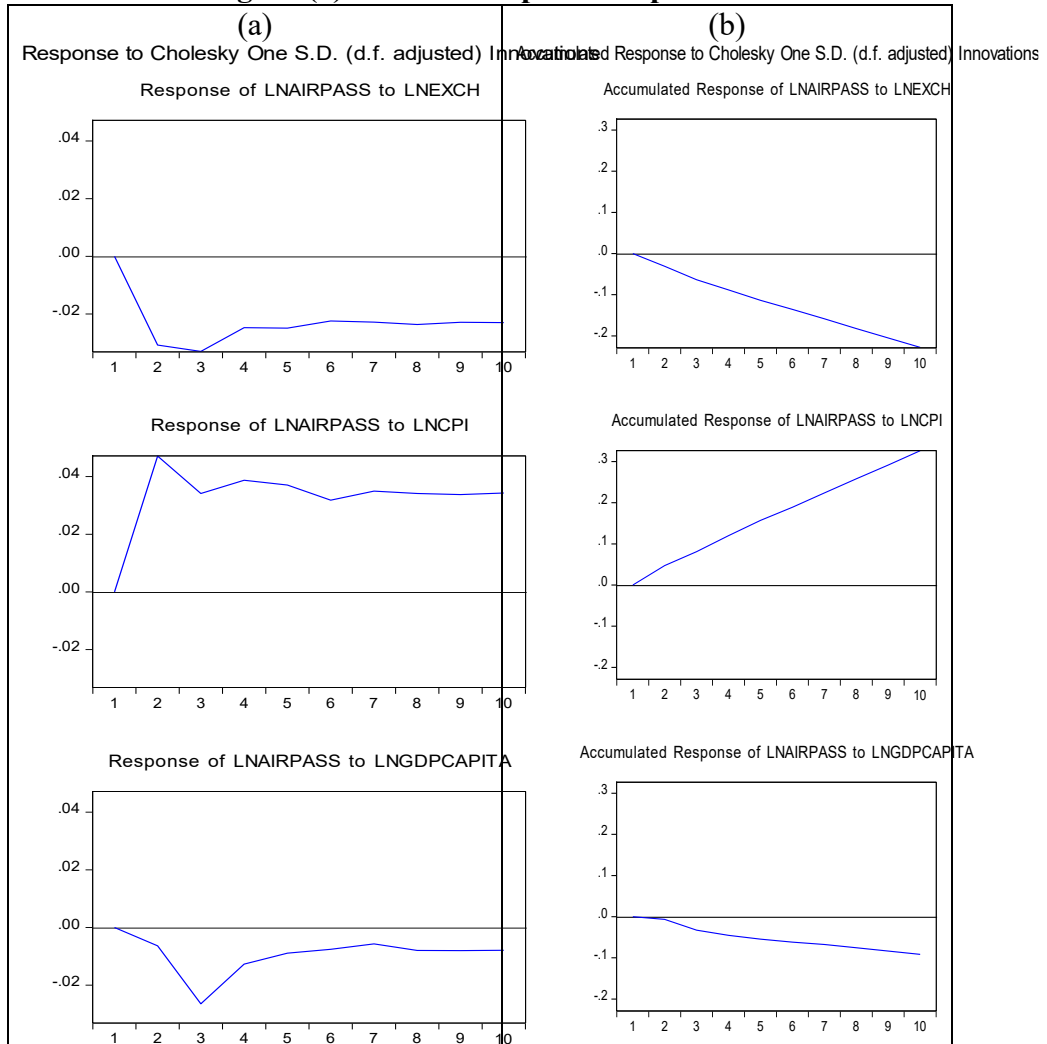 (a)
Response to Cholesky One S.D. (d.f. adjusted) Innovations
Response of LNAIRPASS to LNEXCH
.04
.02
.00
-.02
1 2 3 4 5 6 7 8 9 10
Response of LNAIRPASS to LNCPI
.04
.02
.00
-.02
1 2 3 4 5 6 7 8 9 10
Response of LNAIRPASS to LNGDPCAPITA
.04
.02
.00
-.02
1 2 3 4 5 6 7 8 9 10
(b)
Accumulated Response to Cholesky One S.D. (d.f. adjusted) Innovations
Accumulated Response of LNAIRPASS to LNEXCH
.3
.2
.1
.0
-.1
-.2
1 2 3 4 5 6 7 8 9 10
Accumulated Response of LNAIRPASS to LNCPI
.3
.2
.1
.0
-.1
-.2
1 2 3 4 5 6 7 8 9 10
Accumulated Response of LNAIRPASS to LNGDPCAPITA
.3
.2
.1
.0
-.1
-.2
1 2 3 4 5 6 7 8 9 10